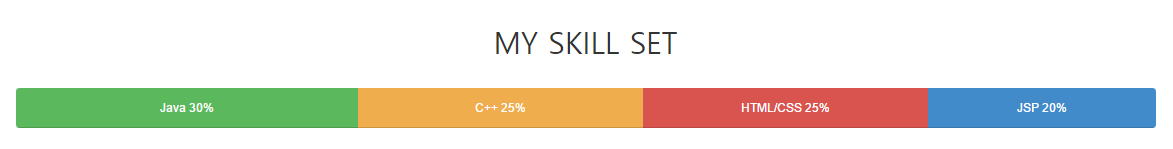 MY SKILL SET
Java 30% C++ 25% HTML/CSS 25% JSP 20%